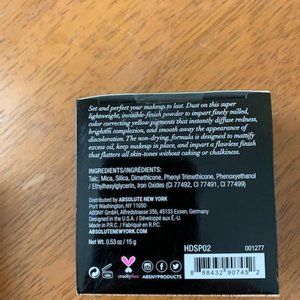 Set and perfect your makeup to last. Dust on this super
lightweight, invisible-finish powder to impart finely milled,
color correcting yellow pigments that instantly diffuse redness,
brighten complexion, and smooth away the appearance of
discoloration. The non-drying, formula is designed to mattify
excess oil, keep makeup in place, and impart a flawless finish
that flatters all skin-tones without caking or chalkiness.
INGREDIENTS/INGRÉDIENTS:
Talc, Mica, Silica, Dimethicone, Phenyl Trimethicone, Phenoxyethanol
/ Ethylhexylglycerin, Iron Oxides (CI 77492, CI 77491, CI 77499)
DISTRIBUTED by ABSOLUTE NEW YORK
Port Washington, NY 11050
ABSNY GmbH, Alfredstrasse 355, 45133 Essen, Germany
Designed in U.S.A. / Développé aux É. U.
Made in P.R.C. / Fabriqué en R.P.C.
ABSOLUTENEWYORK.COM
Net Wt. 0.53 oz / 15 g
HDSP02 001277
crueltyfree
ABSNYPRODUCTS
8 88432 90745 2